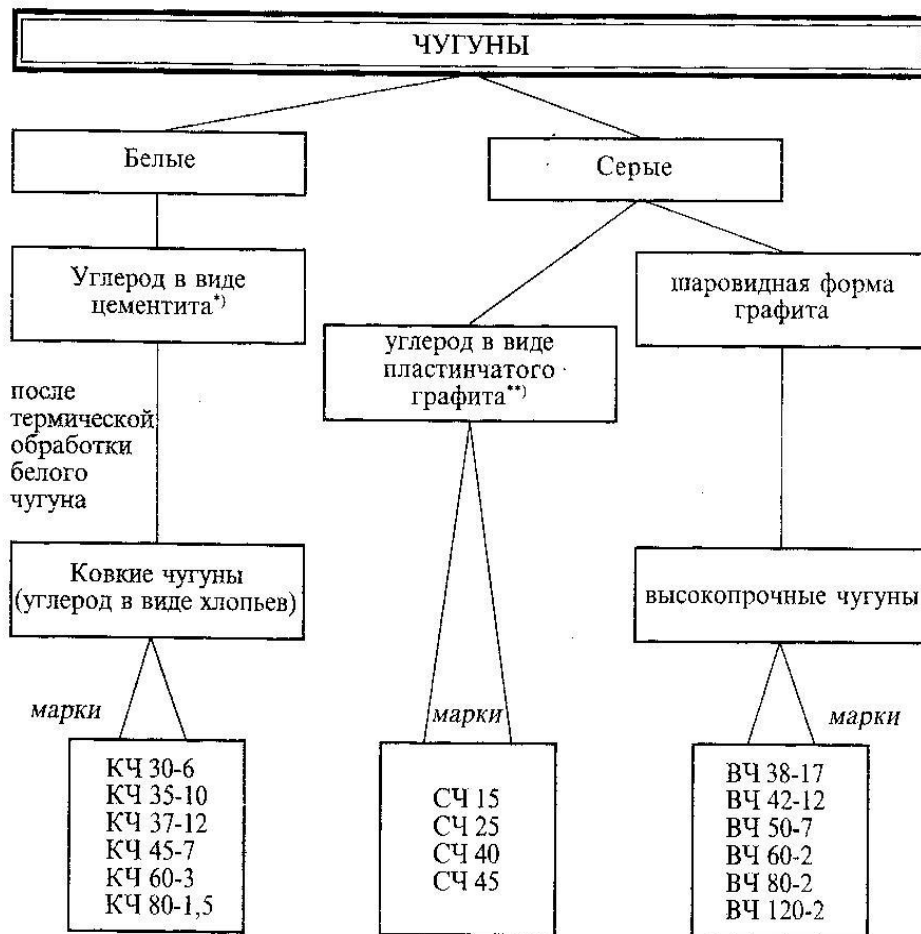 ЧУГУНЫ
Белые
Серые
Углерод в виде
цементита*)
шаровидная форма
графита
углерод в виде
пластинчатого
графита**)
после
термической
обработки
белого
чугуна
Ковкие чугуны
(углерод в виде хлопьев)
высокопрочные чугуны
марки
марки
марки
КЧ 30-6
КЧ 35-10
КЧ 37-12
КЧ 45-7
КЧ 60-3
КЧ 80-1,5
СЧ 15
СЧ 25
СЧ 40
СЧ 45
ВЧ 38-17
ВЧ 42-12
ВЧ 50-7
ВЧ 60-2
ВЧ 80-2
ВЧ 120-2